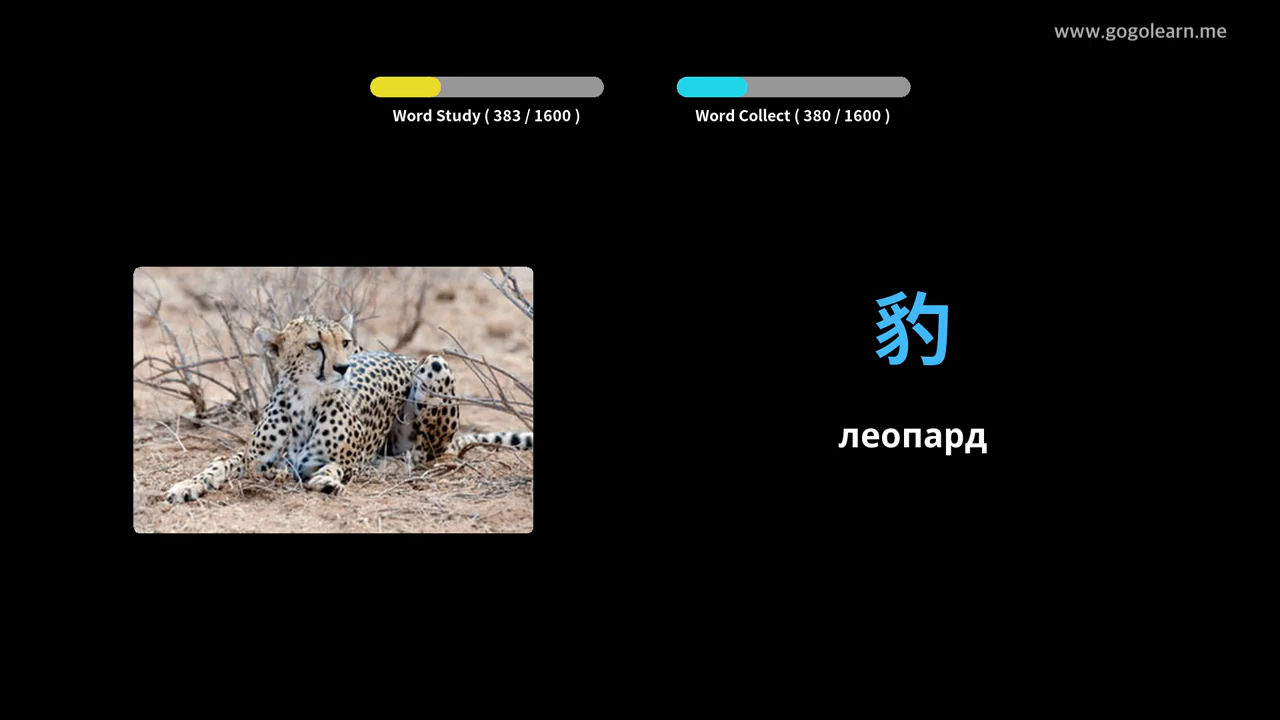 www.gogolearn.me
Word Study ( 383 / 1600 )
Word Collect ( 380 / 1600 )
豹
леопард